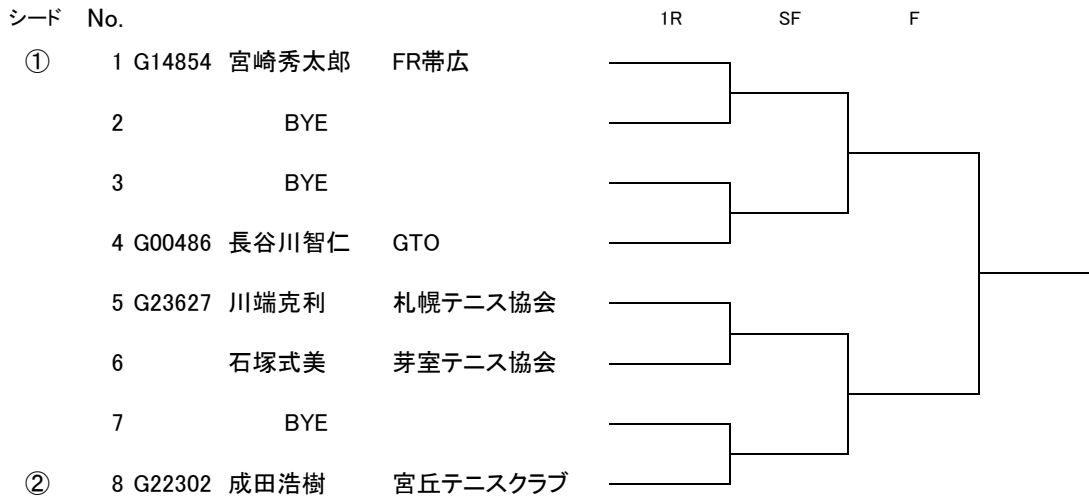 シード No. 1R SF F
① 1 G14854 宮崎秀太郎 FR帯広
2 BYE
3 BYE
4 G00486 長谷川智仁 GTO
5 G23627 川端克利 札幌テニス協会
6 石塚式美 芽室テニス協会
7 BYE
② 8 G22302 成田浩樹 宮丘テニスクラブ